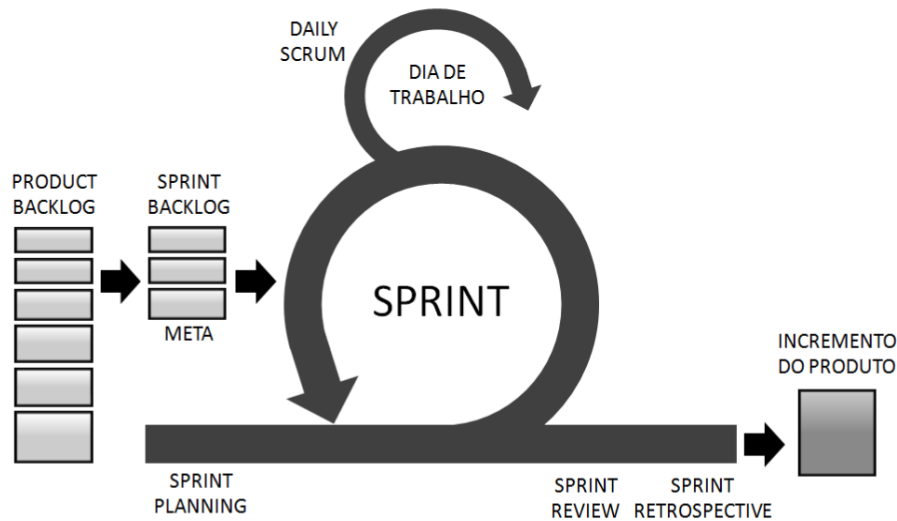 DAILY
SCRUM
DIA DE
TRABALHO
PRODUCT
BACKLOG
SPRINT
BACKLOG
META
SPRINT
INCREMENTO
DO PRODUTO
SPRINT
PLANNING
SPRINT
REVIEW
SPRINT
RETROSPECTIVE